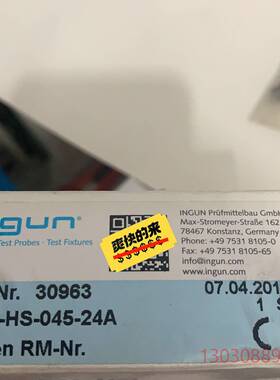 ingun®
Test Probes · Test Fixtures
INGUN Prüfmittelbau GmbH
Max-Stromeyer-Straße 162
78467 Konstanz, Germany
Phone +49 7531 8105-0
Fax +49 7531 8105-65
info@ingun.com
www.ingun.com
爽快的来
$39665
Nr. 30963
07.04.201
-HS-045-24A
1
en RM-Nr.
C
13030889